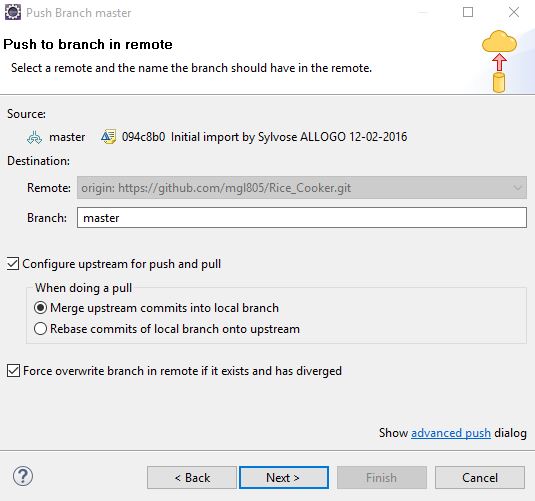 Push Branch master
Push to branch in remote
Select a remote and the name the branch should have in the remote.
Source:
master 094c8b0 Initial import by Sylvose ALLOGO 12-02-2016
Destination:
Remote: origin: https://github.com/mgl805/Rice_Cooker.git
Branch: master
Configure upstream for push and pull
When doing a pull
Merge upstream commits into local branch
Rebase commits of local branch onto upstream
Force overwrite branch in remote if it exists and has diverged
Show advanced push dialog
< Back Next > Finish Cancel